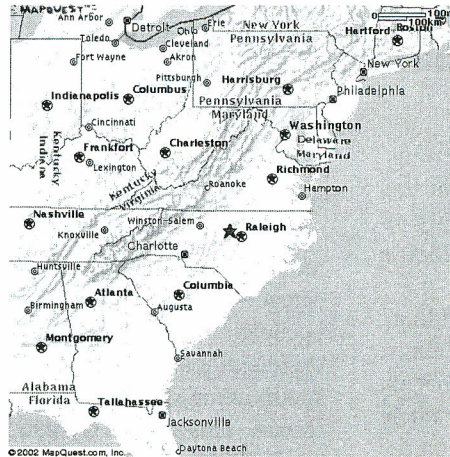 MAPQUEST
Ann Arbor
Detroit
Erie
New York
Pennsylvania
Hartford
Boston
100m
100km
Toledo
Ohio
Cleveland
Fort Wayne
Akron
New York
Pittsburgh
Harrisburg
Philadelphia
Indianapolis
Columbus
Pennsylvania
Maryland
Cincinnati
Washington
Delaware
Maryland
Kentucky
Indiana
Frankfort
Charleston
Lexington
Richmond
Kentucky
Virginia
Roanoke
Hampton
Nashville
Winston-Salem
Knoxville
Raleigh
Charlotte
Huntsville
Atlanta
Columbia
Birmingham
Augusta
Montgomery
Savannah
Alabama
Florida
Tallahassee
Jacksonville
Daytona Beach
©2002 MapQuest.com, Inc.